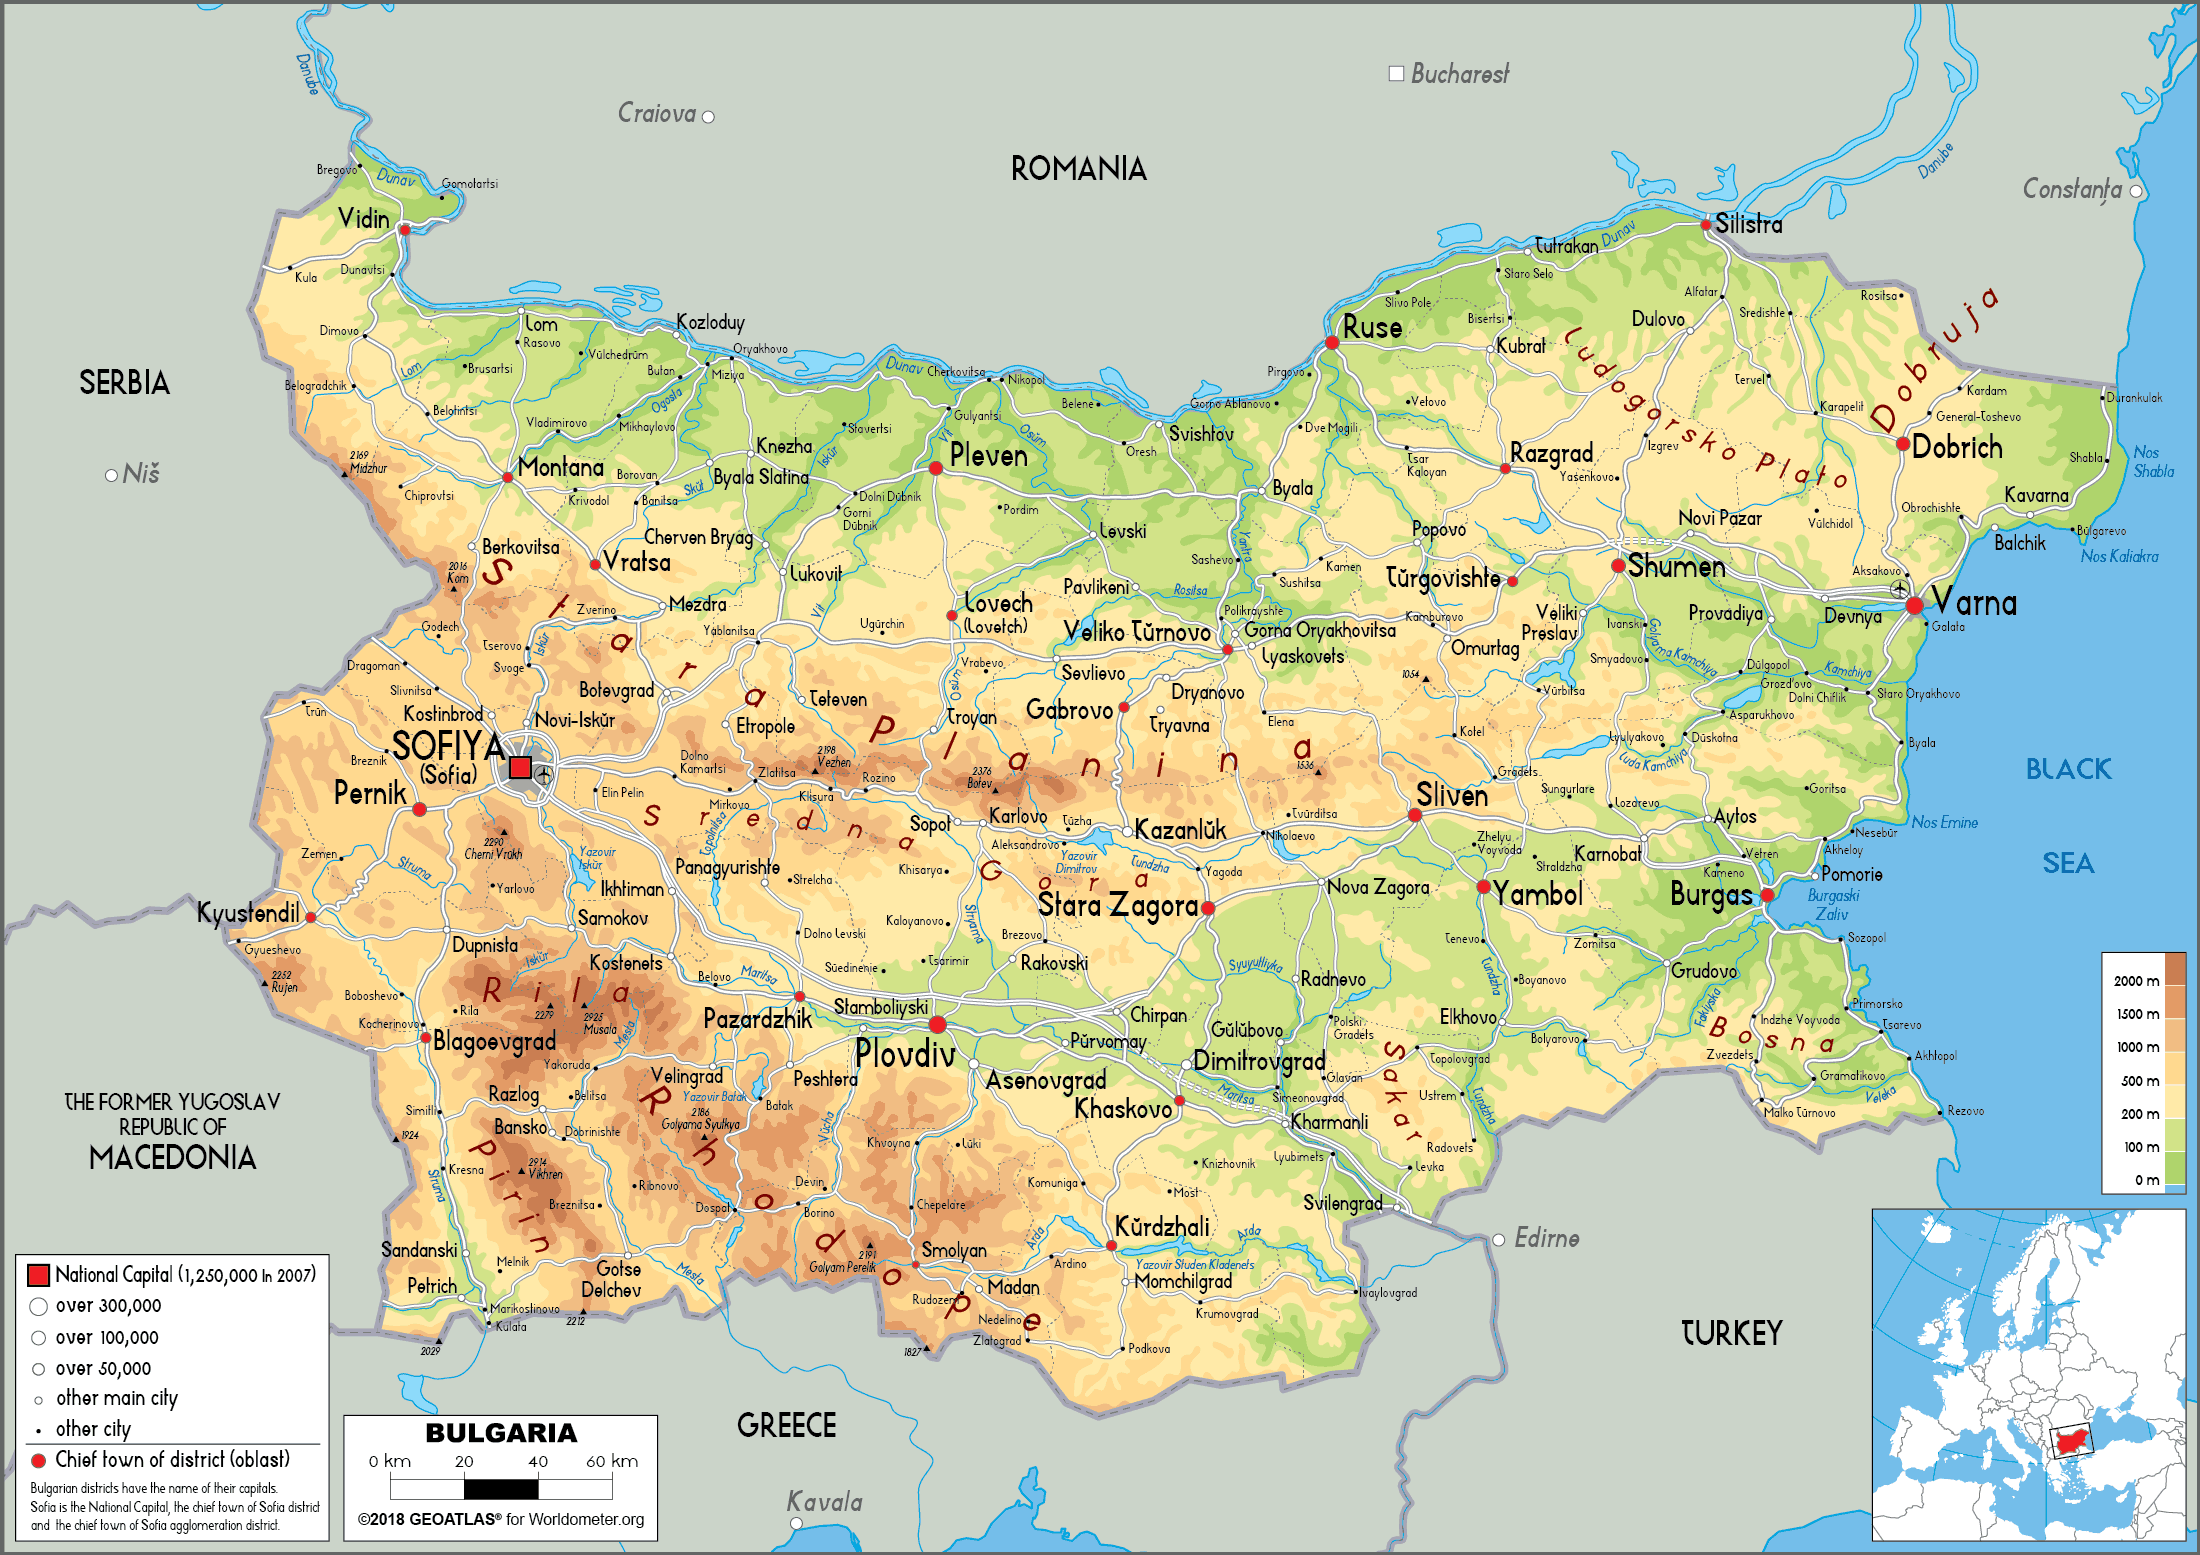 Bucharest
Craiova
ROMANIA
Constanța
Danube
Danube
Bregovo
Dunav
Gomotartsi
Vidin
Kula
Dunavtsi
Silistra
Tutrakan
Dunav
Staro Selo
Alfatar
Rositsa
Slivo Pole
Bisertsi
Sredishte
Dulovo
Dobruja
Dimovo
Lom
Rasovo
Kozloduy
Vŭlchedrŭm
Oryakhovo
Ruse
Kubrat
Ludogorsko Plato
SERBIA
Belogradchik
Lom
Brusartsi
Butan
Miziya
Dunav
Cherkovitsa
Nikopol
Pirgovo
Tervel
Kardam
Durankulak
Belotintsi
Ogosta
Gulyantsi
Belene
Gorno Ablanovo
Vetovo
Karapelit
General-Toshevo
Vladimirovo
Mikhaylovo
Stavertsi
Vit
Osŭm
Svishtov
Dve Mogili
Izgrev
Dobrich
Nos
Shabla
2169
Midzhur
Montana
Knezha
Iskŭr
Pleven
Oresh
Tsar
Kaloyan
Razgrad
Shabla
Niš
Borovan
Byala Slatina
Yasenkovo
Chiprovtsi
Krivodol
Banitsa
Skŭt
Dolni Dŭbnik
Byala
Kavarna
Gorni
Dŭbnik
Pordim
Obrochishte
Vŭlchidol
Novi Pazar
Bŭlgarevo
Cherven Bryag
Levski
Popovo
Balchik
Nos Kaliakra
Berkovitsa
Vratsa
Lukovit
Sashevo
Yantra
Kamen
Shumen
Aksakovo
2016
Kom
Pavlikeni
Rositsa
Sushitsa
Tŭrgovishte
Varna
Zverino
Mezdra
Vit
Lovech
(Lovetch)
Polikrayshte
Kamburovo
Veliki
Preslav
Ivanski
Provadiya
Devnya
Galata
Godech
Stara Planina
Yablanitsa
Ugŭrchin
Veliko Tŭrnovo
Gorna Oryakhovitsa
Omurtag
Golyama Kamchiya
Tserovo
Iskŭr
Lyaskovets
Smyadovo
Dragoman
Svoge
Vrabevo
Sevlievo
Dŭlgopol
Kamchiya
Slivnitsa
Botevgrad
Teteven
Osŭm
Dryanovo
1054
Vŭrbitsa
Grozd'ovo
Dolni Chiflik
Staro Oryakhovo
Trŭn
Kostinbrod
Novi-Iskŭr
Etropole
Troyan
Gabrovo
Tryavna
Elena
Asparukhovo
SOFIYA
(Sofia)
Breznik
Kotel
Lyulyakovo
Dŭskotna
Byala
Dolno
Kamartsi
2198
Vezhen
Luda Kamchiya
BLACK
SEA
Zlatitsa
Rozino
2376
Botev
1536
Gradets
Pernik
Elin Pelin
Klisura
Sliven
Sungurlare
Goritsa
Mirkovo
Sredna Gora
Sopot
Karlovo
Tŭzha
Kazanlŭk
Tvŭrditsa
Lozarevo
Aytos
Nos Emine
2290
Cherni Vrŭkh
Topolnitsa
Nikolaevo
Zhelyu
Voyvoda
Nesebŭr
Zemen
Struma
Yazovir
Iskŭr
Aleksandrovo
Yazovir
Dimitrov
Tundzha
Karnobat
Vetren
Akheloy
Panagyurishte
Khisarya
Yagoda
Straldzha
Kameno
Pomorie
Yarlovo
Ikhtiman
Strelcha
Nova Zagora
Yambol
Burgas
Burgaski
Zaliv
Kyustendil
Samokov
Kaloyanovo
Stryama
Stara Zagora
Gyueshevo
Dupnista
Dolno Levski
Brezovo
Tenevo
Zornitsa
Sozopol
2252
Rujen
Iskŭr
Kostenets
Sŭedinenie
Tsarimir
Rakovski
Syuyutliyka
Tundzha
Grudovo
Belovo
Maritsa
Radnevo
Boyanovo
Boboshevo
Rila
Rila
2279
2925
Musala
Stamboliyski
Chirpan
Primorsko
Kocherinovo
Mesta
Pazardzhik
Plovdiv
Gŭlŭbovo
Polski
Gradets
Elkhovo
Fakiyska
Indzhe Voyvoda
Bosna
Tsarevo
Blagoevgrad
Pŭrvomay
Bolyarovo
Zvezdets
Akhtopol
Yakoruda
Velingrad
Peshtera
Asenovgrad
Dimitrovgrad
Sakar
Topolovgrad
Gramatikovo
Veleka
Razlog
Belitsa
Yazovir Batak
Batak
Glavan
Maritsa
Simeonovgrad
Ustrem
Tundzha
Malko Tŭrnovo
Rezovo
THE FORMER YUGOSLAV
REPUBLIC OF
MACEDONIA
Simitli
2186
Golyama Syutkya
Khaskovo
Bansko
Dobrinishte
Vŭcha
Kharmanli
1924
Khvoyna
Lŭki
Radovets
Pirin
Rhodope
Kresna
2914
Vikhren
Knizhovnik
Lyubimets
Levka
Ribnovo
Devin
Komuniga
Most
Struma
Breznitsa
Dospat
Borino
Chepelare
Svilengrad
Edirne
Sandanski
Kŭrdzhali
Arda
Arda
Melnik
Gotse
Delchev
Mesta
2191
Golyam Perelik
Smolyan
Ardino
Yazovir Studen Kladenets
Petrich
Momchilgrad
Ivaylovgrad
Marikostinovo
2212
Rudozem
Madan
Krumovgrad
Kulata
Nedelino
Zlatograd
2029
1827
Podkova
TURKEY
GREECE
Kavala
2000 m
1500 m
1000 m
500 m
200 m
100 m
0 m
National Capital (1,250,000 in 2007)
over 300,000
over 100,000
over 50,000
other main city
other city
Chief town of district (oblast)
Bulgarian districts have the name of their capitals.
Sofia is the National Capital, the chief town of Sofia district
and the chief town of Sofia agglomeration district.
BULGARIA
0 km 20 40 60 km
©2018 GEOATLAS® for Worldometer.org